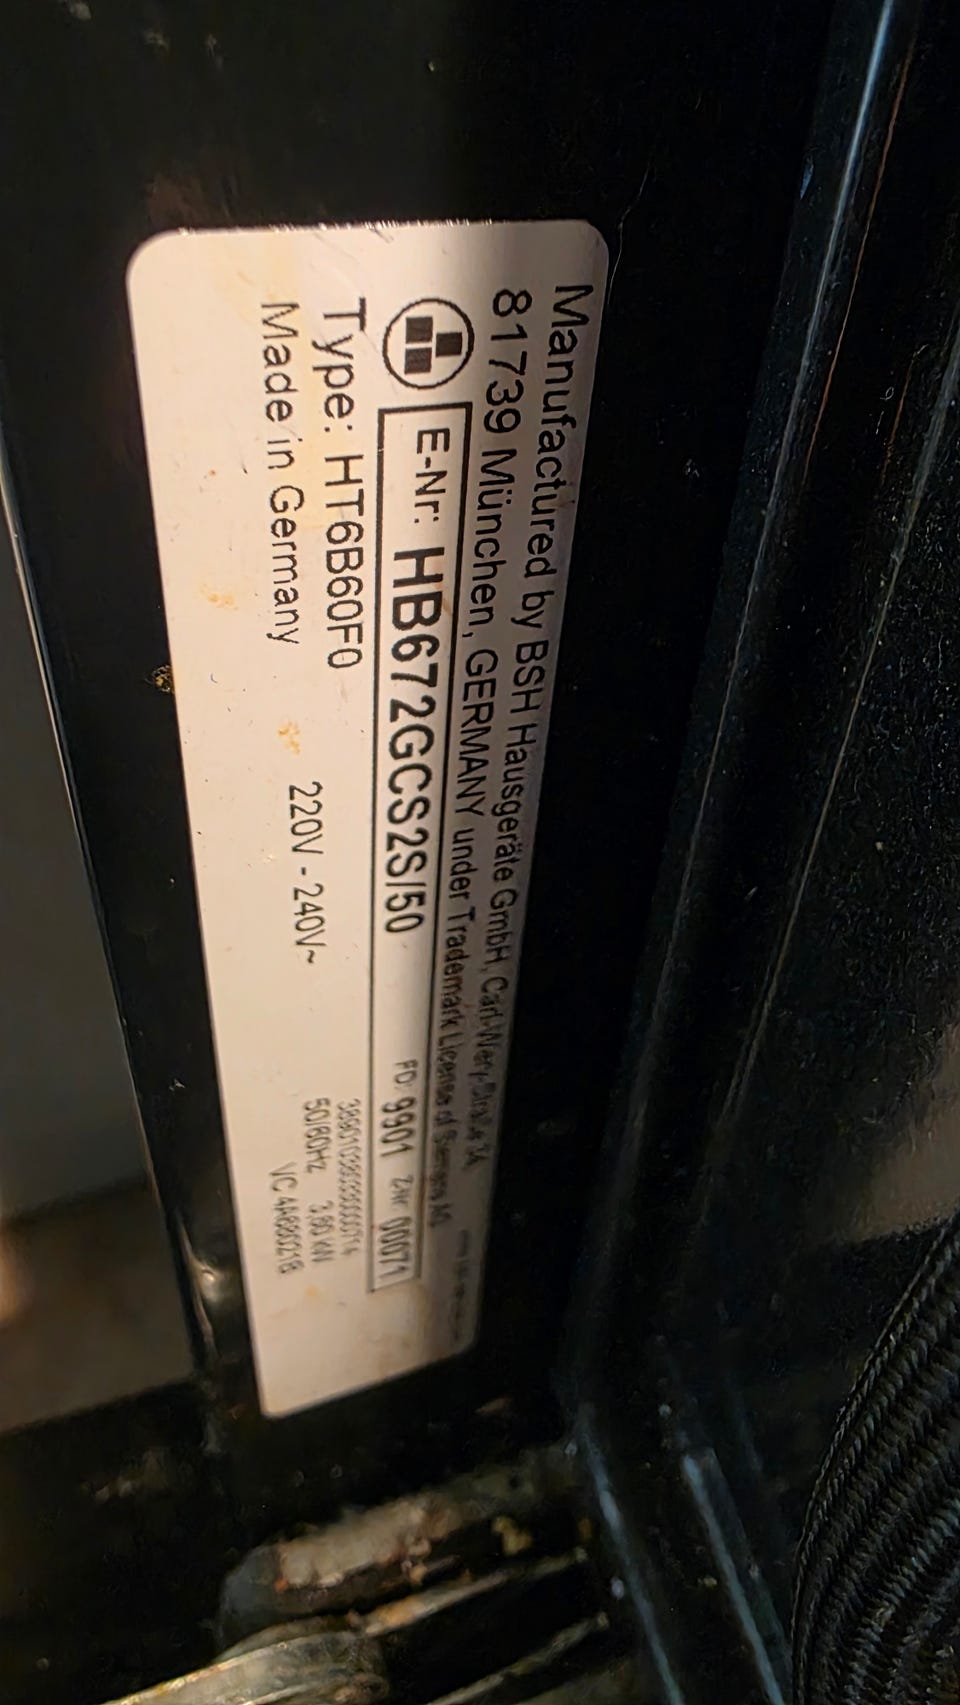 Manufactured by BSH Hausgeräte GmbH, Carl-Wery-Straße 34,
81739 München, GERMANY under Trademark License of Siemens AG
E-Nr: HB672GCS2S/50 FD 9901 Z-Nr 00071
Type: HT6B60F0
Made in Germany
220V - 240V~
50/60Hz 3,60 kW